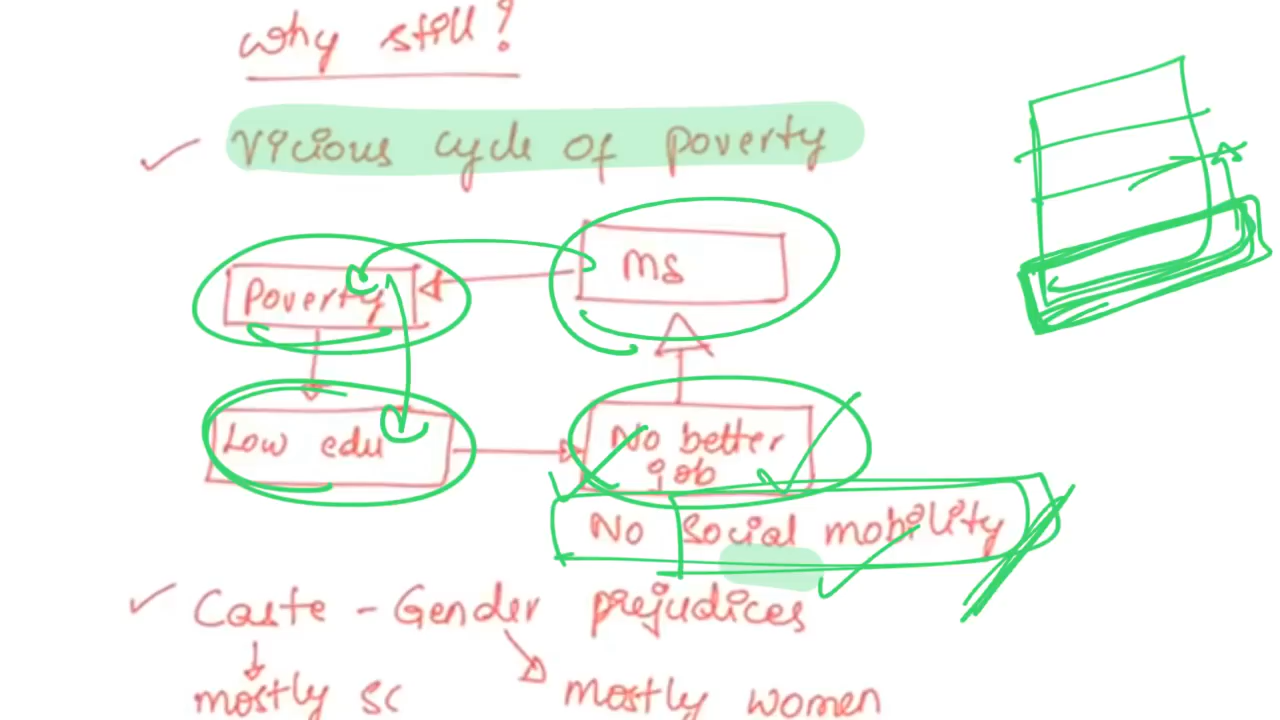 why still?
Vicious cycle of poverty
Poverty
MS
Low edu
No better
job
No social mobility
Caste - Gender prejudices
mostly SC
mostly women